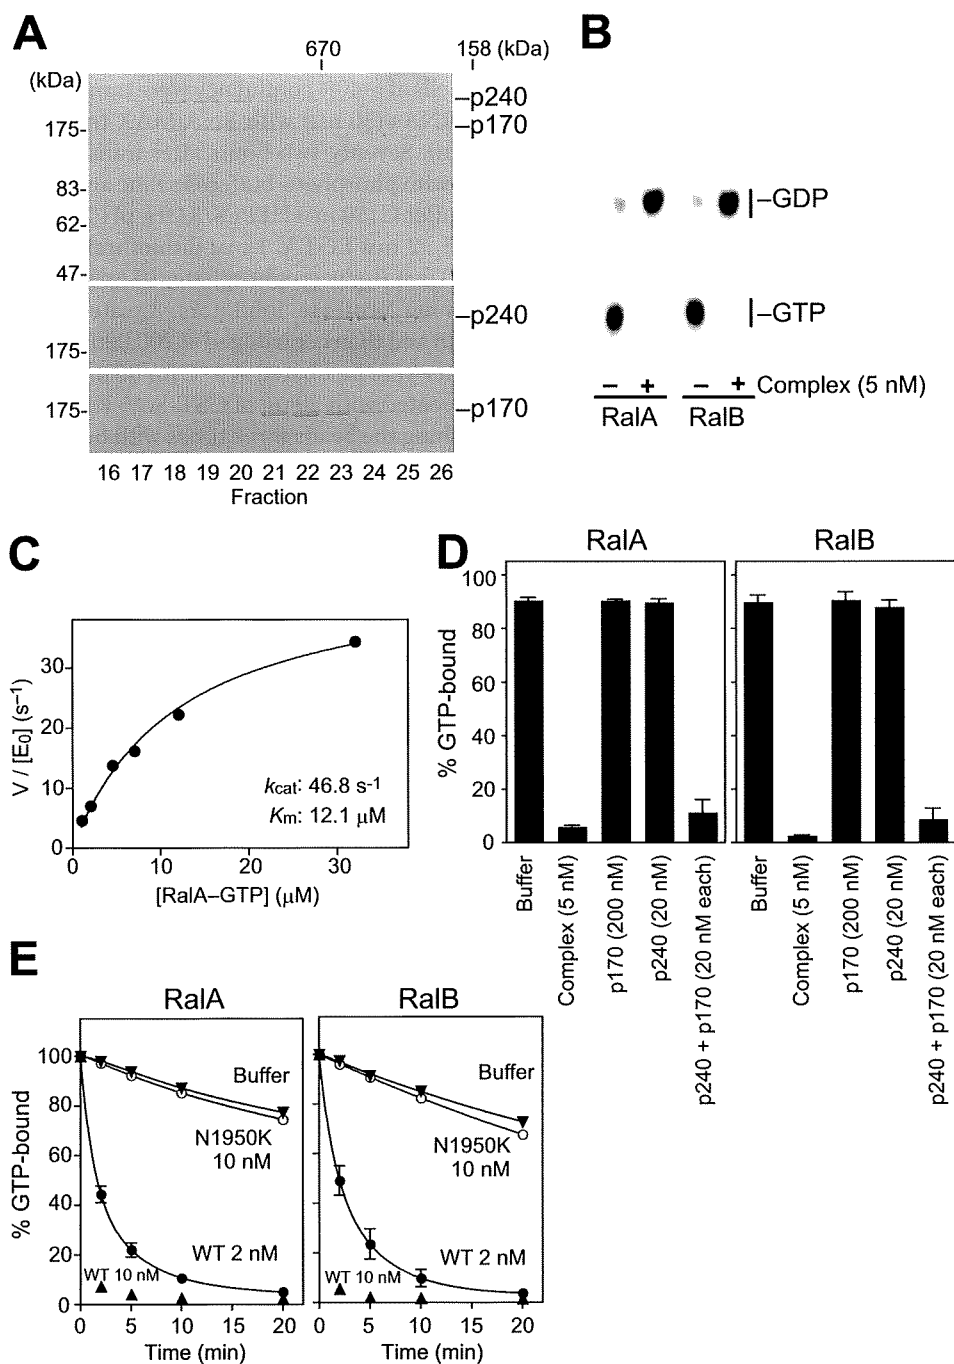 A
670
158 (kDa)
(kDa)
–p240
175-
–p170
83-
62-
47-
–p240
175-
175-
–p170
16 17 18 19 20 21 22 23 24 25 26
Fraction
B
–GDP
–GTP
– + – + Complex (5 nM)
RalA RalB
C
V / [E0] (s–1)
30
20
10
0
kcat: 46.8 s-1
Km: 12.1 μM
0 10 20 30
[RalA–GTP] (μM)
D
RalA RalB
% GTP-bound
100
80
60
40
20
0
Buffer
Complex (5 nM)
p170 (200 nM)
p240 (20 nM)
p240 + p170 (20 nM each)
Buffer
Complex (5 nM)
p170 (200 nM)
p240 (20 nM)
p240 + p170 (20 nM each)
E
RalA RalB
% GTP-bound
100
80
60
40
20
0
Buffer
N1950K
10 nM
WT 2 nM
WT 10 nM
0 5 10 20
Time (min)
Buffer
N1950K
10 nM
WT 2 nM
WT 10 nM
0 5 10 20
Time (min)